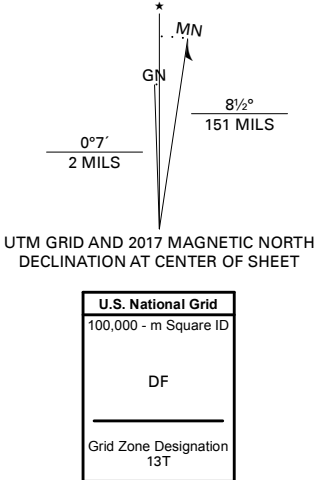 ★
MN
GN
8½°
151 MILS
0°7´
2 MILS
UTM GRID AND 2017 MAGNETIC NORTH
DECLINATION AT CENTER OF SHEET
U.S. National Grid
100,000 - m Square ID
DF
Grid Zone Designation
13T